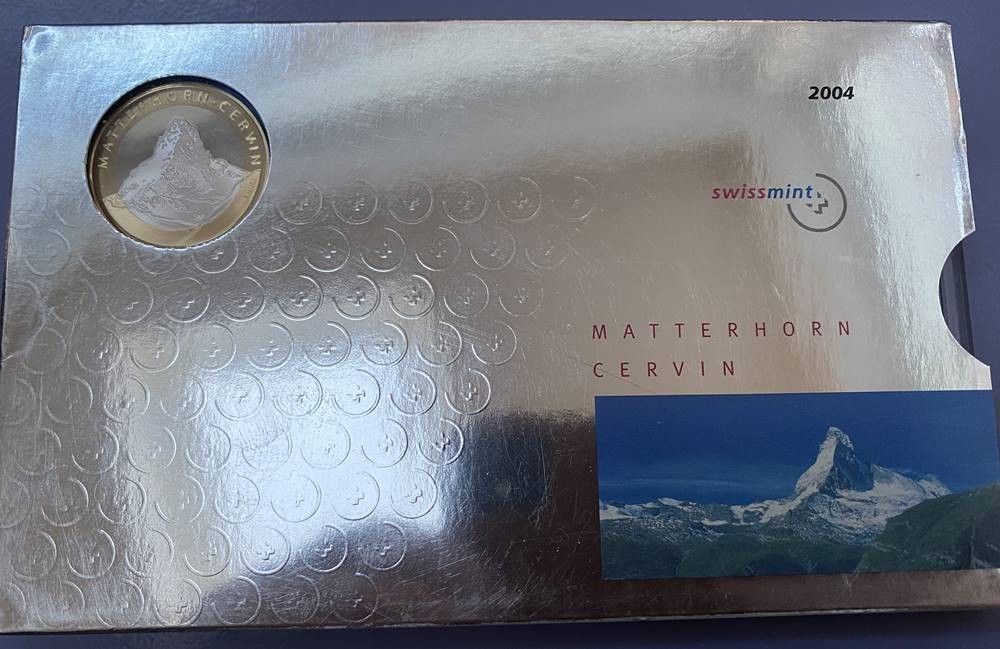 MATTERHORN-CERVIN
2004
swissmint
MATTERHORN
CERVIN